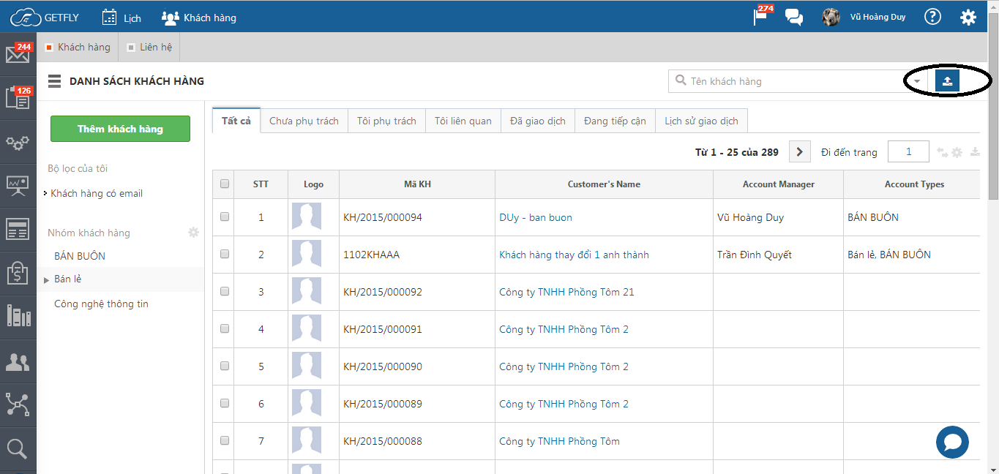 GETFLY Lịch Khách hàng 274 Vũ Hoàng Duy ?
244 Khách hàng Liên hệ
DANH SÁCH KHÁCH HÀNG Tên khách hàng
126
Thêm khách hàng
Bộ lọc của tôi
Khách hàng có email
Nhóm khách hàng
BÁN BUÔN
Bán lẻ
Công nghệ thông tin
Tất cả Chưa phụ trách Tôi phụ trách Tôi liên quan Đã giao dịch Đang tiếp cận Lịch sử giao dịch
Từ 1 - 25 của 289 Đi đến trang 1
STT Logo Mã KH Customer's Name Account Manager Account Types
1 KH/2015/000094 DUy - ban buon Vũ Hoàng Duy BÁN BUÔN
2 1102KHAAA Khách hàng thay đổi 1 anh thành Trần Đình Quyết Bán lẻ, BÁN BUÔN
3 KH/2015/000092 Công ty TNHH Phồng Tôm 21
4 KH/2015/000091 Công ty TNHH Phồng Tôm 2
5 KH/2015/000090 Công ty TNHH Phồng Tôm 2
6 KH/2015/000089 Công ty TNHH Phồng Tôm 2
7 KH/2015/000088 Công ty TNHH Phồng Tôm